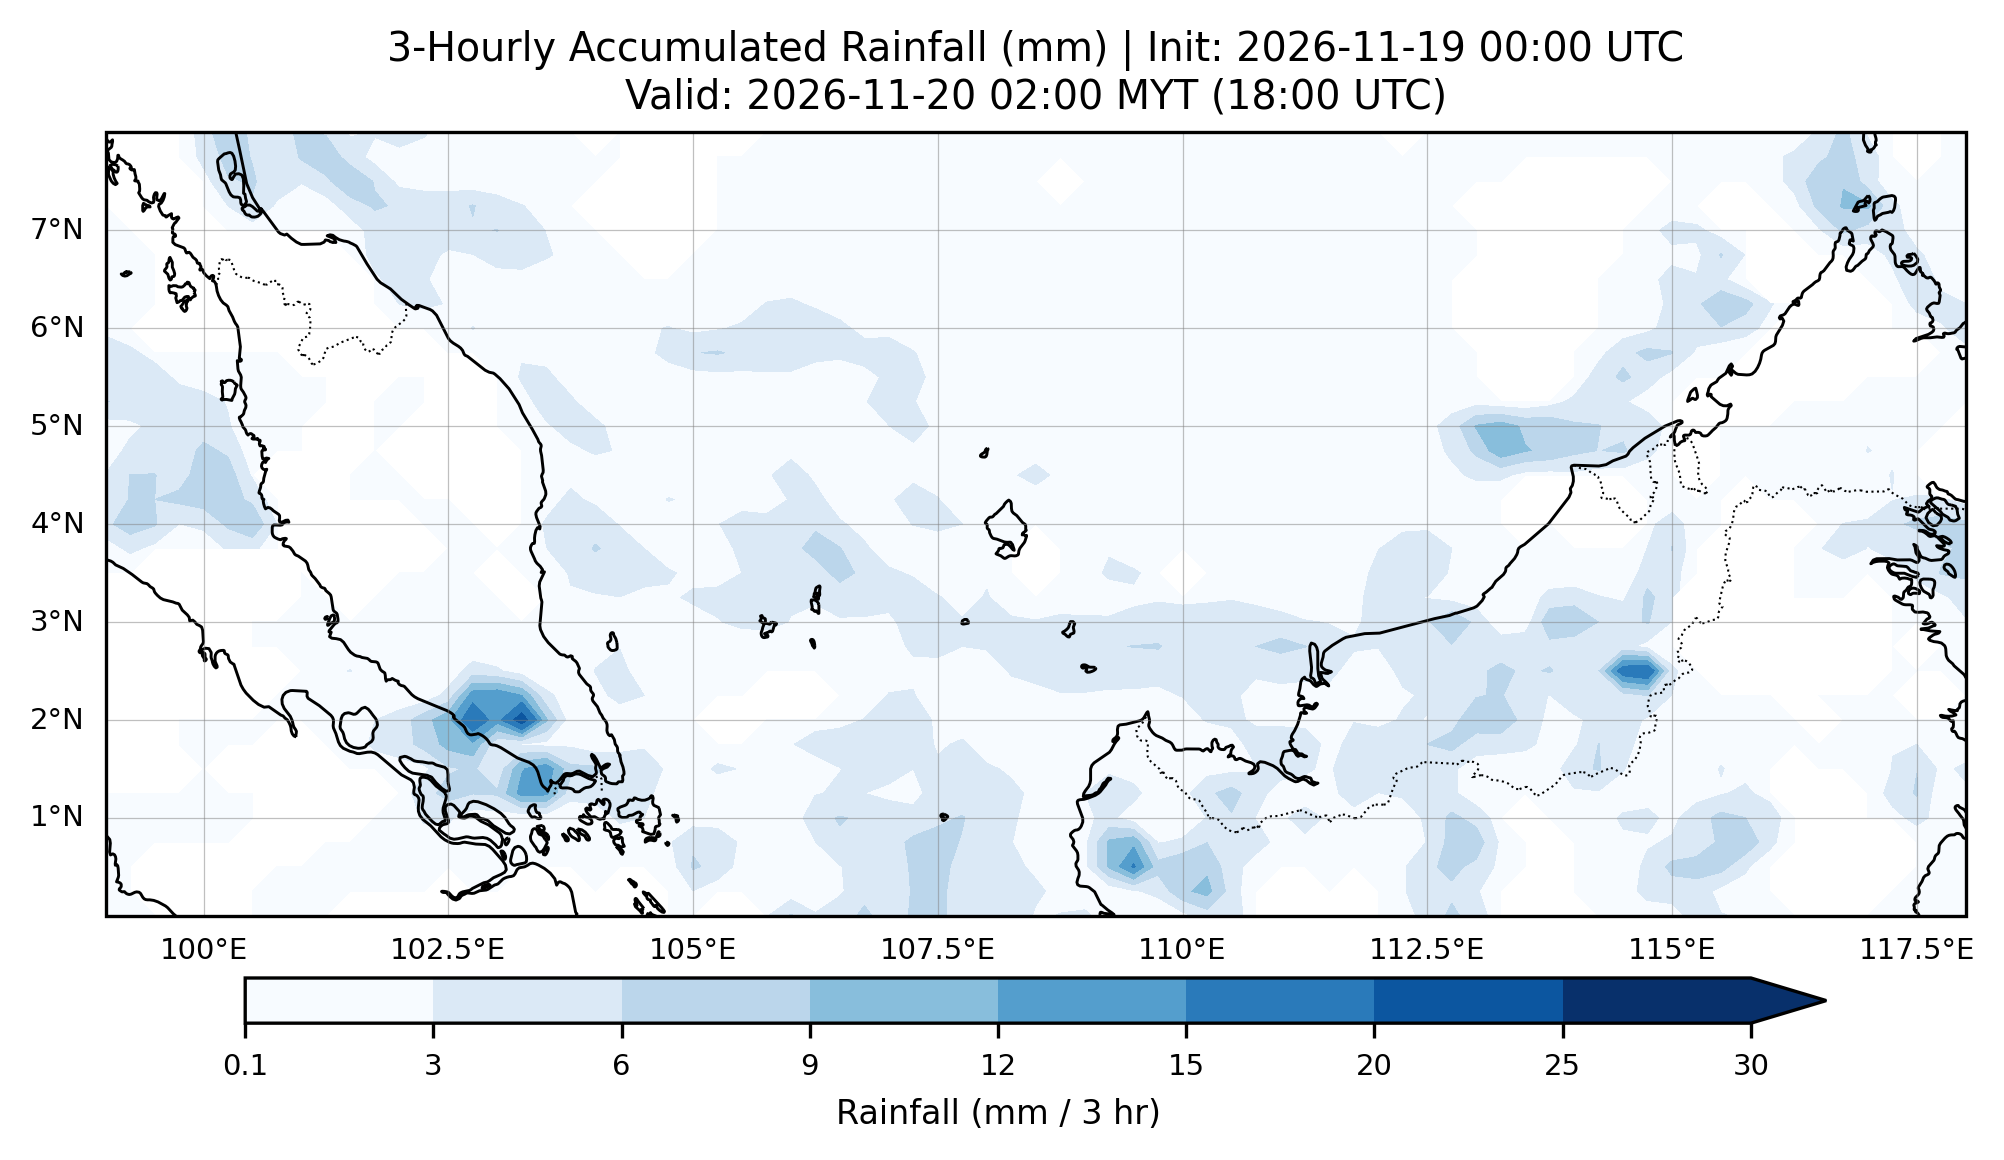 3-Hourly Accumulated Rainfall (mm) | Init: 2026-11-19 00:00 UTC
Valid: 2026-11-20 02:00 MYT (18:00 UTC)
7°N
6°N
5°N
4°N
3°N
2°N
1°N
100°E 102.5°E 105°E 107.5°E 110°E 112.5°E 115°E 117.5°E
0.1 3 6 9 12 15 20 25 30
Rainfall (mm / 3 hr)